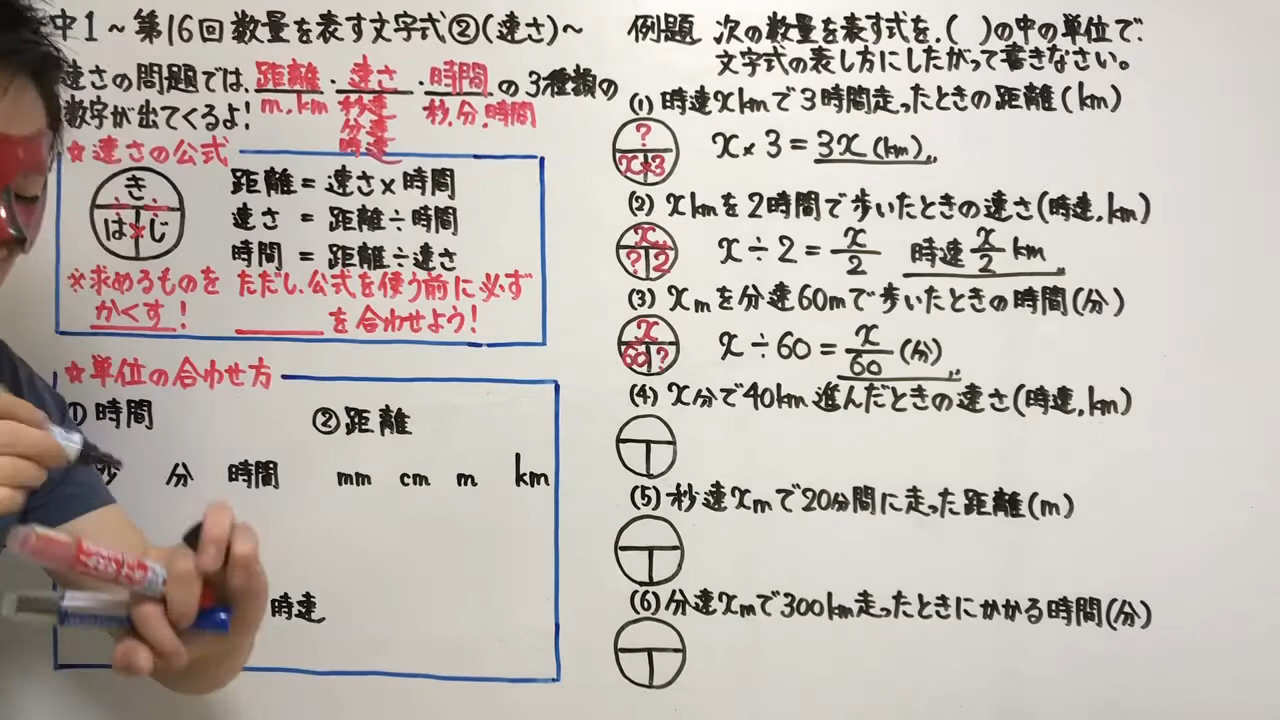 中1～第16回 数量を表す文字式②(速さ)～
速さの問題では、距離・速さ・時間の3種類の
m,km 秒速 秒,分,時間
数字が出てくるよ!
分速
時速
☆速さの公式
き
は×じ
距離=速さ×時間
速さ=距離÷時間
時間=距離÷速さ
※求めるものを
かくす!
ただし、公式を使う前に必ず
を合わせよう!
☆単位の合わせ方
①時間
秒 分 時間
②距離
mm cm m km
時速
例題 次の数量を表す式を、( )の中の単位で、
文字式の表し方にしたがって書きなさい。
(1) 時速xkmで3時間走ったときの距離(km)
?
x×3
x×3=3x(km)
(2) xkmを2時間で歩いたときの速さ(時速,km)
x
? 2
x÷2=x/2 時速x/2km
(3) xmを分速60mで歩いたときの時間(分)
x
60 ?
x÷60=x/60(分)
(4) x分で40km進んだときの速さ(時速,km)
(5) 秒速xmで20分間に走った距離(m)
(6) 分速xmで300km走ったときにかかる時間(分)